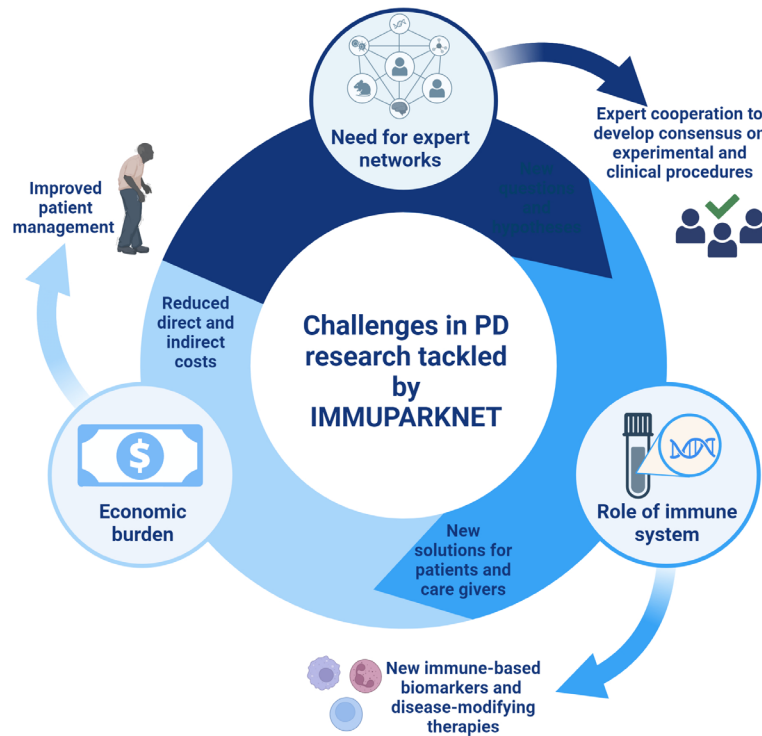 Need for expert
networks
Expert cooperation to
develop consensus on
experimental and
clinical procedures
Improved
patient
management
Reduced
direct and
indirect
costs
Challenges in PD
research tackled
by
IMMUPARKNET
$
Economic
burden
Role of immune
system
New
solutions for
patients and
care givers
New immune-based
biomarkers and
disease-modifying
therapies